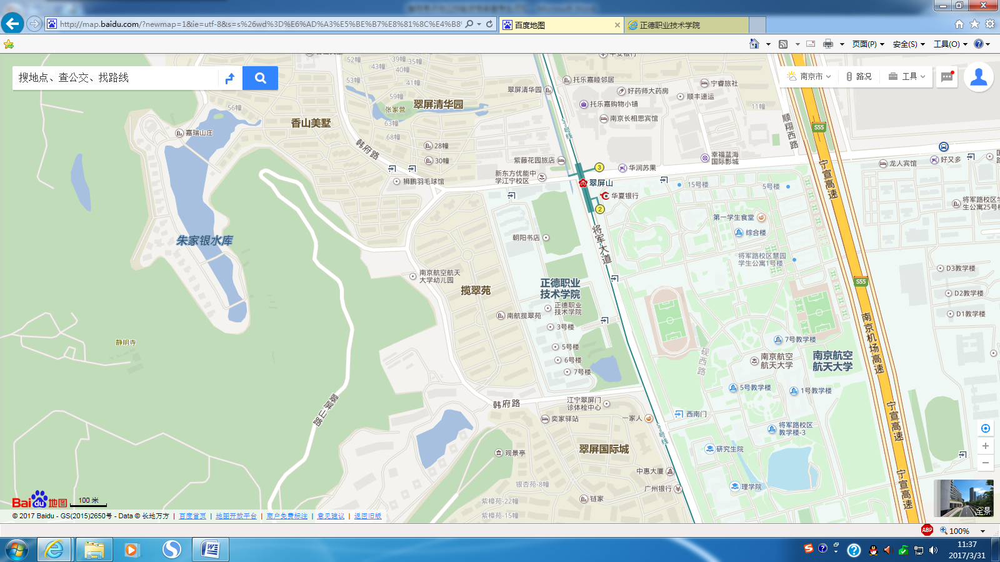 http://map.baidu.com/?newmap=1&ie=utf-8&s=s%26wd%3D%E6%AD%A3%E5%BE%B7%E8%81%8C%E4%B8
百度地图
正德职业技术学院
页面(P)
安全(S)
工具(O)
搜地点、查公交、找路线
南京市
路况
工具
52幢
39幢
35幢
43幢
40幢
53幢
41幢
59幢
56幢
张家营
翠屏清华园
63幢
香山美墅
68幢
嘉瑞山庄
28幢
30幢
韩府路
狮鹏羽毛球馆
翠屏清华园
托乐嘉睦邻居
好药师大药房
宁睿旅社
顺丰速运
托乐嘉购物小镇
11幢
南京长相思宾馆
顺翔西路
S55
紫藤花园旅店
幸福蓝海
国际影城
新东方优能中
学江宁校区
3
华润苏果
翠屏山
华夏银行
2
15号楼
5号楼
龙人宾馆
好又多
宁宣高速
将军路校区学
生公寓25号楼
第一学生食堂
综合楼
朝阳书店
将军大道
将军路校区慧园
学生公寓1号楼
D3教学楼
D2教学楼
D1教学楼
S55
朱家银水库
南京航空航天
大学幼儿园
揽翠苑
正德职业
技术学院
正德职业
技术学院
南航揽翠苑
3号楼
5号楼
6号楼
7号楼
静明寺
南京机场高速
7号教学楼
南京航空
航天大学
南京航空
航天大学
砚西路
5号教学楼
1号教学楼
翠屏山路
韩府路
江宁翠屏门
诊体检中心
奕家驿站
一家人
西南门
宁宣高速
将军路校区
教学楼-3
S1号线
S1号线
翠屏国际城
研究生院
观景亭
中惠大厦
银杏苑-8幢
广州银行
理学院
链家
紫樟苑-22幢
紫樟苑-15幢
宁宣高速
全景
Bai du 地图
100 米
© 2017 Baidu - GS(2015)2650号 - Data © 长地万方 | 百度首页 | 地图开放平台 | 商户免费标注 | 意见建议 | 返回旧版
ABP
100%
11:37
2017/3/31